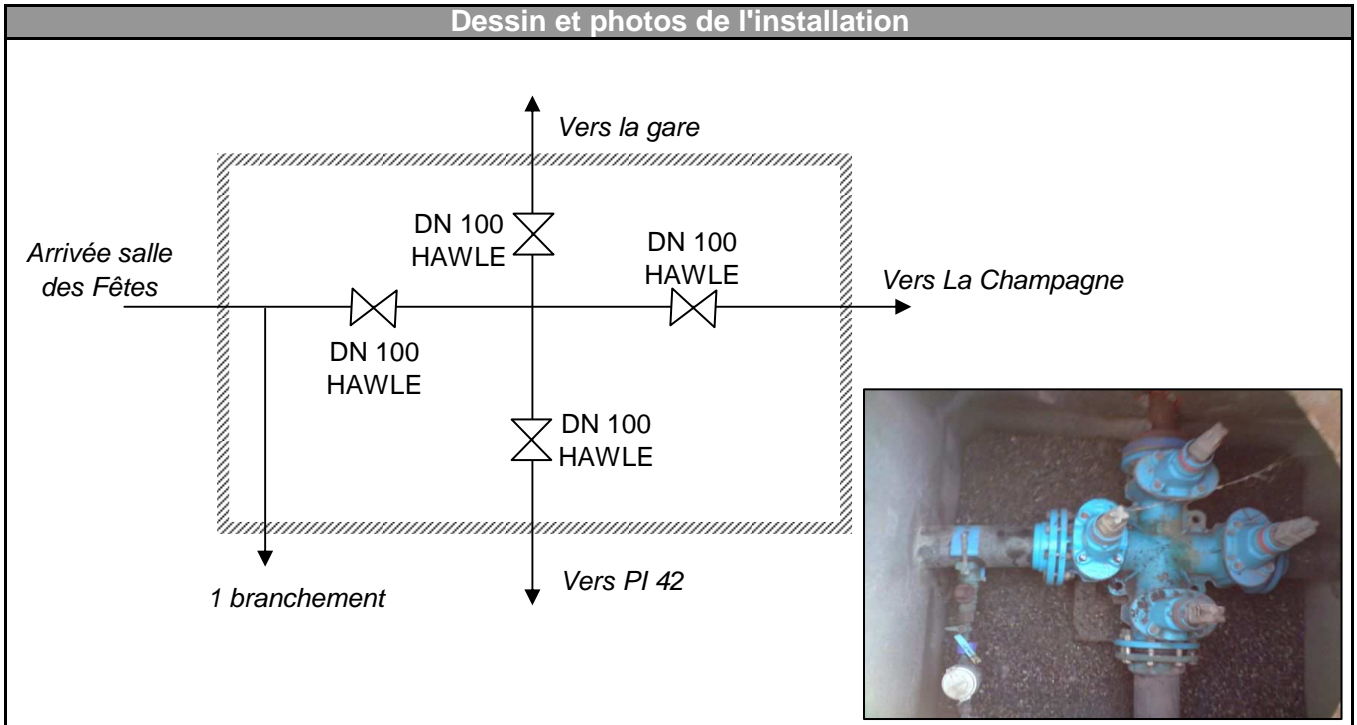 Dessin et photos de l'installation
Vers la gare
DN 100
HAWLE
DN 100
HAWLE
Arrivée salle
des Fêtes
Vers La Champagne
DN 100
HAWLE
DN 100
HAWLE
Vers PI 42
1 branchement